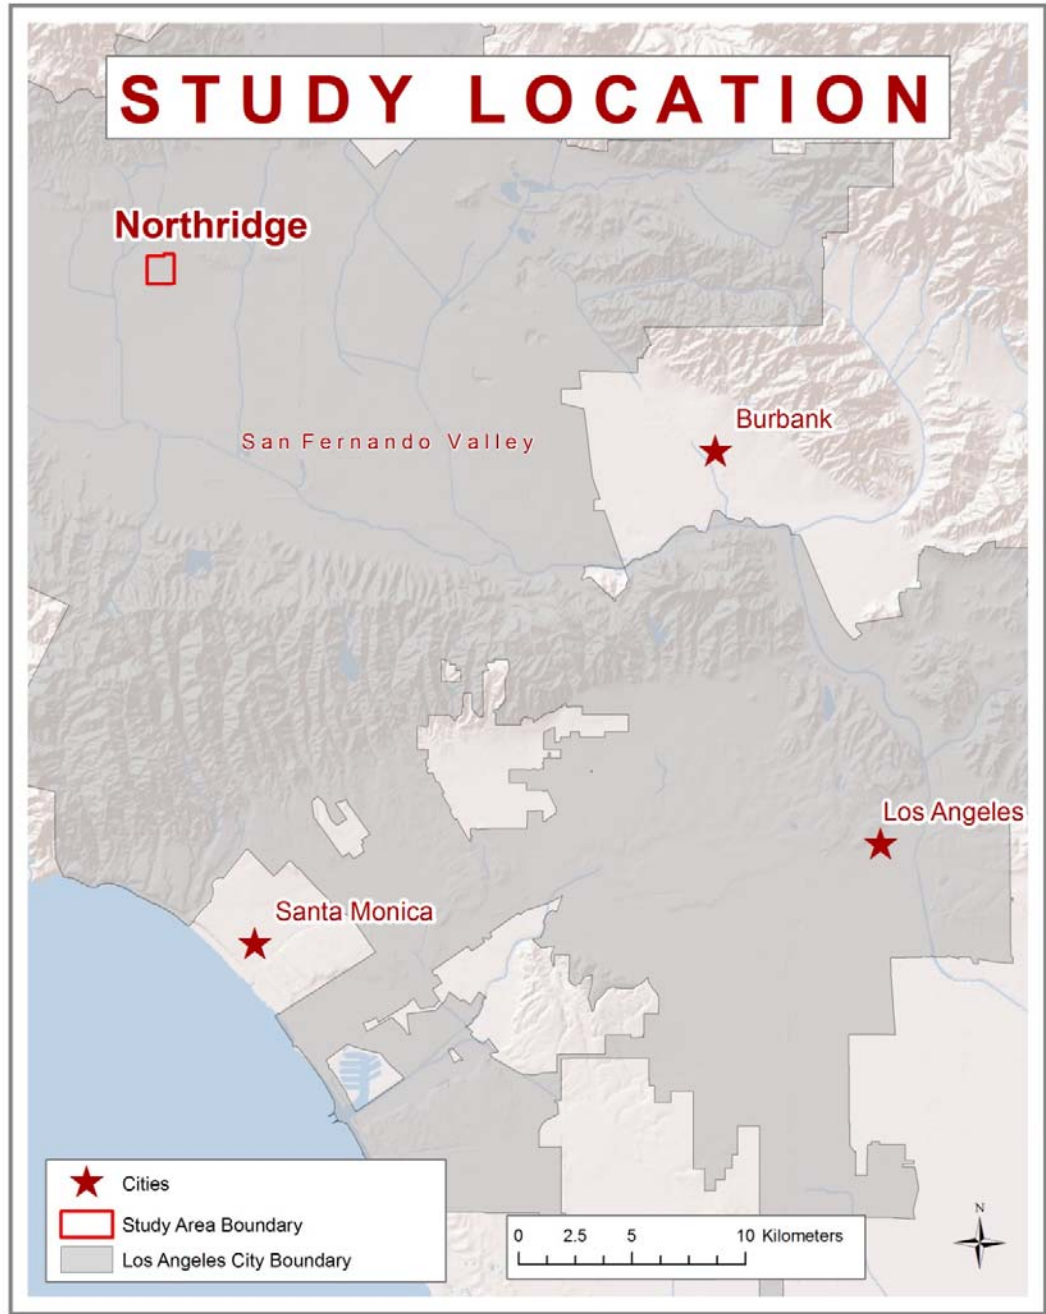 STUDY LOCATION
Northridge
Burbank
San Fernando Valley
Los Angeles
Santa Monica
Cities
Study Area Boundary
Los Angeles City Boundary
0 2.5 5 10 Kilometers
N